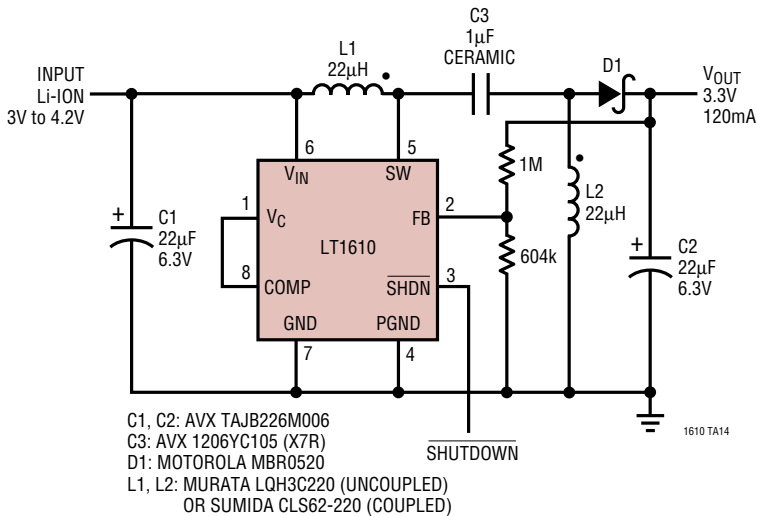 C3
1µF
CERAMIC
L1
22µH
D1
INPUT
Li-ION
3V to 4.2V
VOUT
3.3V
120mA
6
5
VIN
SW
1M
1
VC
FB
2
L2
22µH
C1
22µF
6.3V
+
LT1610
604k
+
C2
22µF
6.3V
8
COMP
SHDN
3
GND
PGND
7
4
C1, C2: AVX TAJB226M006
C3: AVX 1206YC105 (X7R)
D1: MOTOROLA MBR0520
L1, L2: MURATA LQH3C220 (UNCOUPLED)
OR SUMIDA CLS62-220 (COUPLED)
SHUTDOWN
1610 TA14